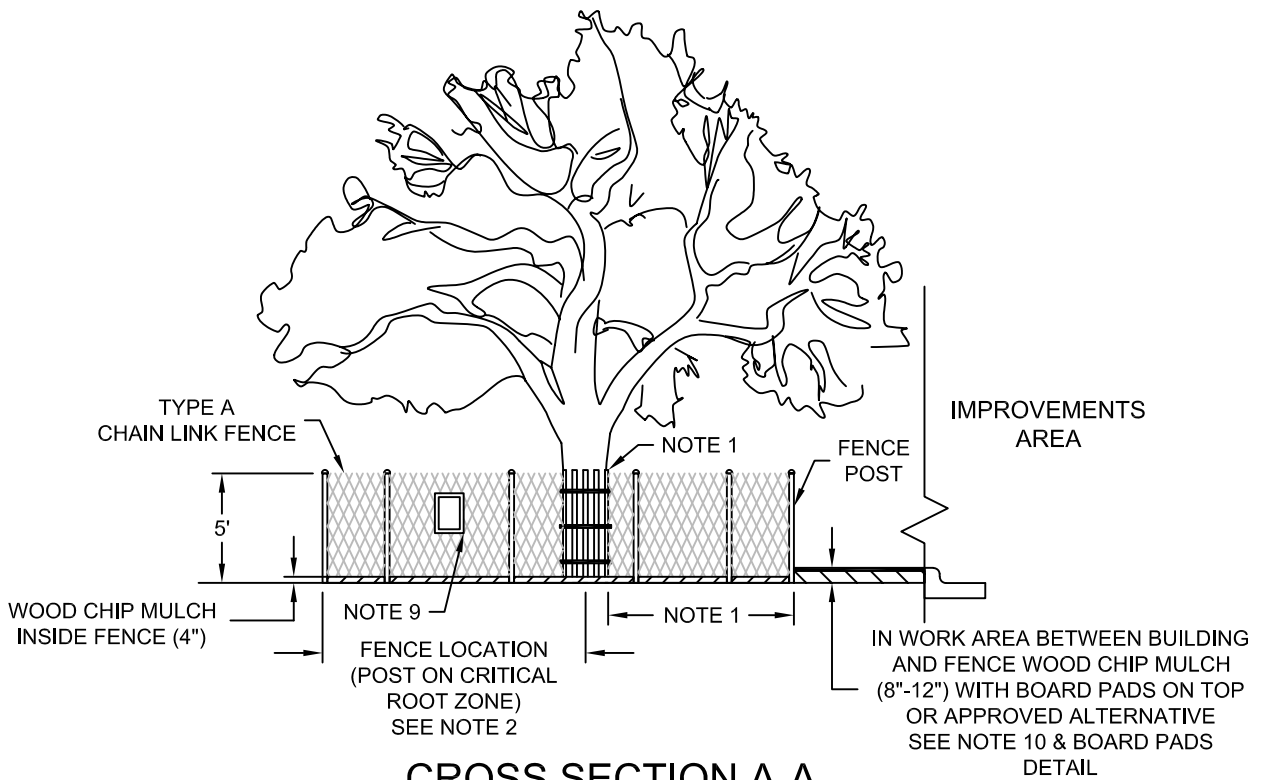 TYPE A
CHAIN LINK FENCE
NOTE 1
FENCE
POST
IMPROVEMENTS
AREA
5'
WOOD CHIP MULCH
INSIDE FENCE (4")
NOTE 9
NOTE 1
FENCE LOCATION
(POST ON CRITICAL
ROOT ZONE)
SEE NOTE 2
IN WORK AREA BETWEEN BUILDING
AND FENCE WOOD CHIP MULCH
(8"-12") WITH BOARD PADS ON TOP
OR APPROVED ALTERNATIVE
SEE NOTE 10 & BOARD PADS
DETAIL
CROSS SECTION A-A